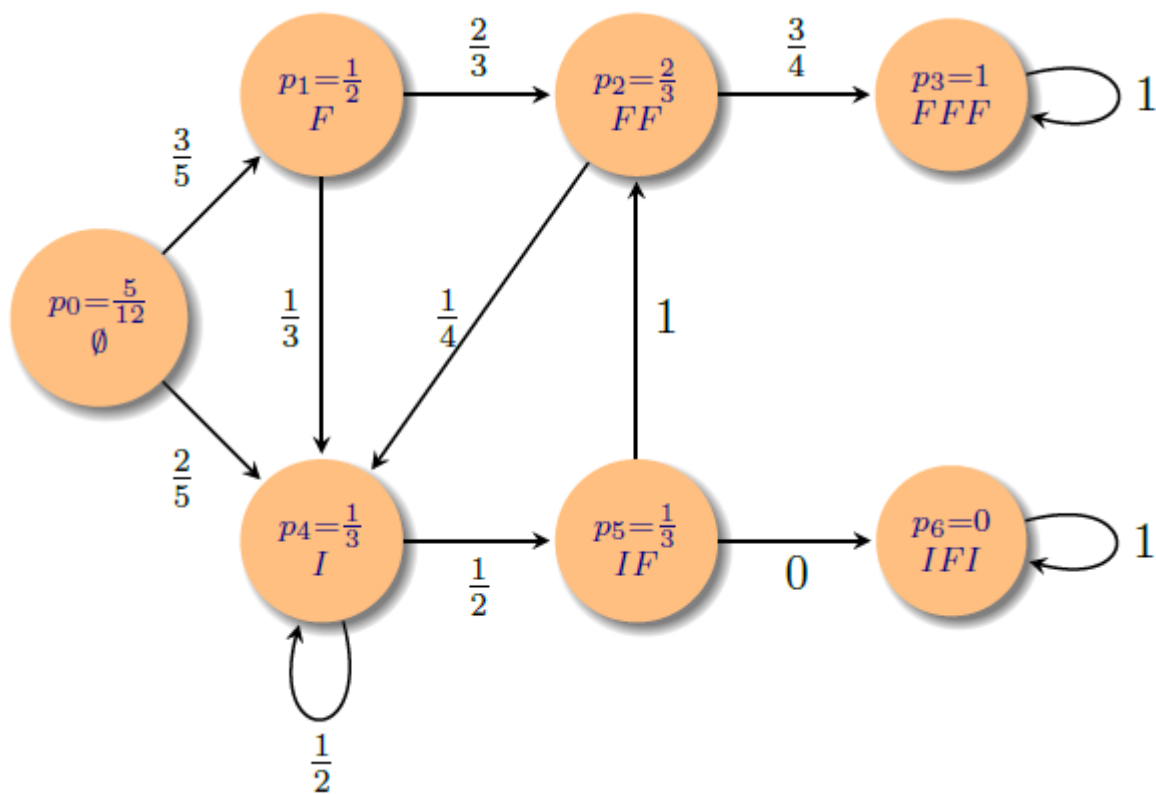 2/3
3/4
p₁=1/2
F
p₂=2/3
FF
p₃=1
FFF
1
3/5
p₀=5/12
∅
1/3
1/4
1
2/5
p₄=1/3
I
p₅=1/3
IF
p₆=0
IFI
1
1/2
0
1/2